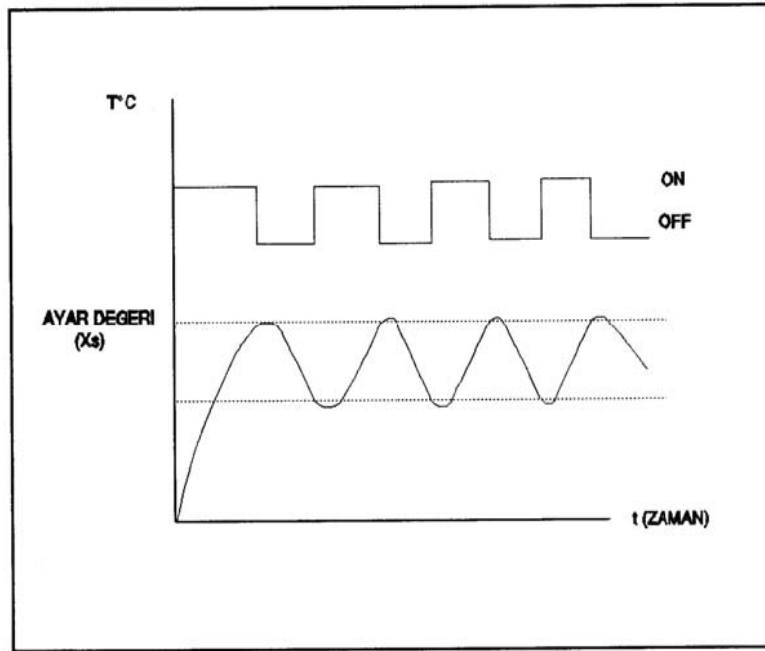 T°C
ON
OFF
AYAR DEGERI
(Xs)
t (ZAMAN)